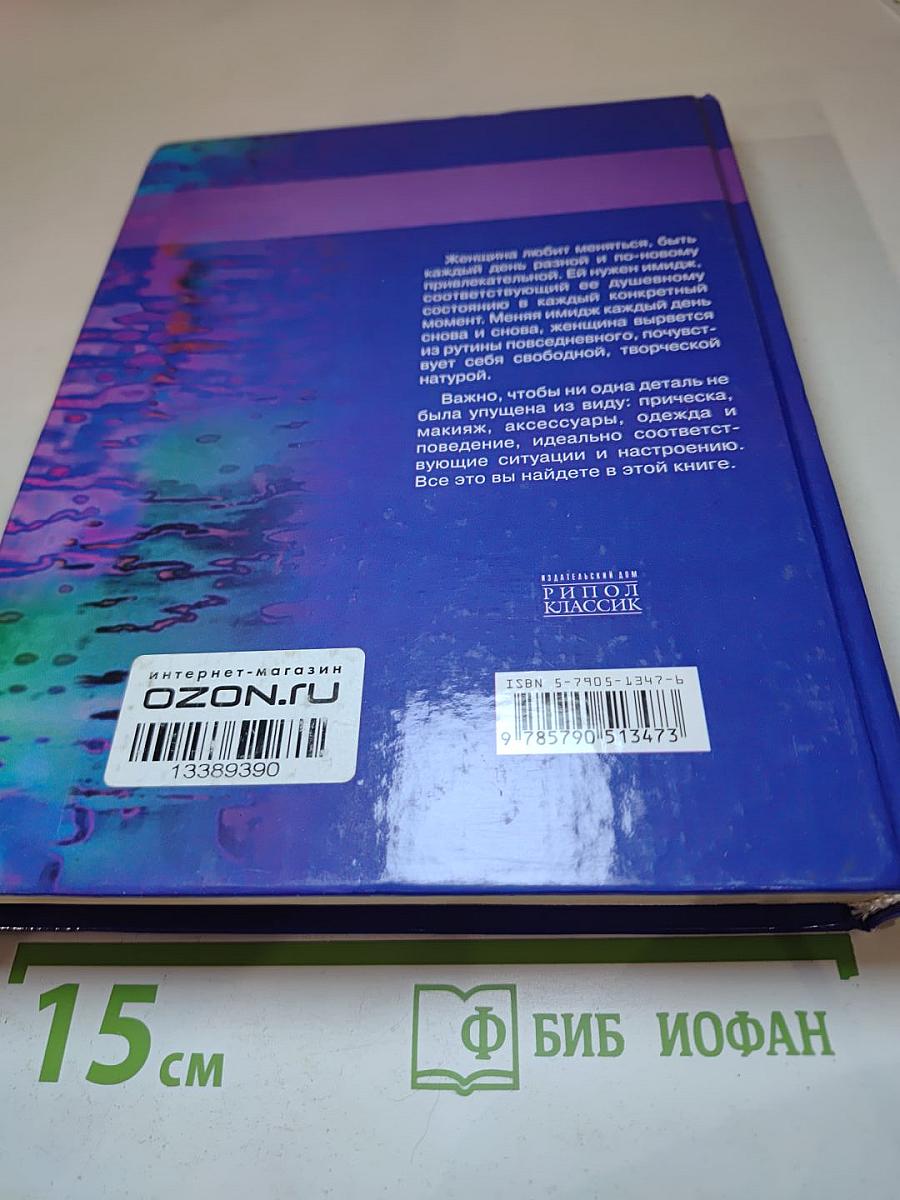 Женщина любит меняться, быть
каждый день разной и по-новому
привлекательной. Ей нужен имидж,
соответствующий ее душевному
состоянию в каждый конкретный
момент. Меняя имидж каждый день
снова и снова, женщина вырвется
из рутины повседневного, почувст-
вует себя свободной, творческой
натурой.
Важно, чтобы ни одна деталь не
была упущена из виду: прическа,
макияж, аксессуары, одежда и
поведение, идеально соответст-
вующие ситуации и настроению.
Все это вы найдете в этой книге.
ИЗДАТЕЛЬСКИЙ ДОМ
РИПОЛ
КЛАССИК
интернет-магазин
OZON.ru
13389390
ISBN 5-7905-1347-6
9 785790 513473
15 см
Ф БИБ ИОФАН